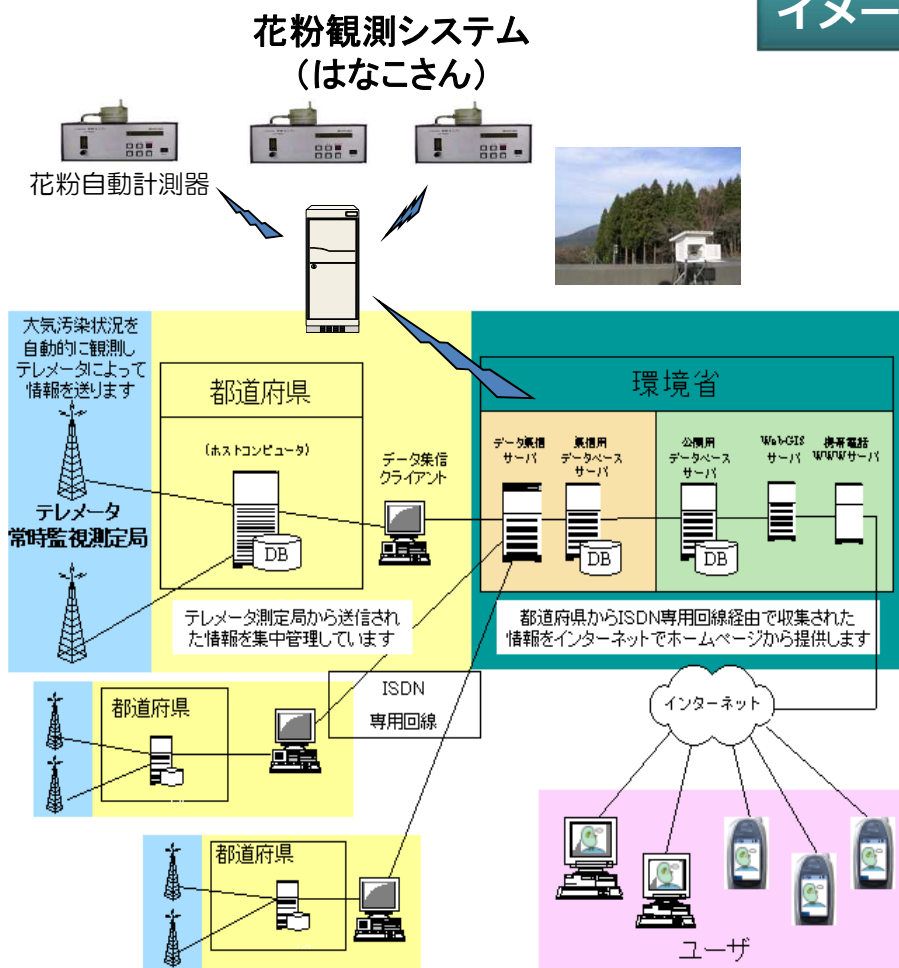 イメー
花粉観測システム
（はなこさん）
花粉自動計測器
大気汚染状況を
自動的に観測し
テレメータによって
情報を送ります
テレメータ
常時監視測定局
都道府県
(ホストコンピュータ)
DB
データ集信
クライアント
テレメータ測定局から送信され
た情報を集中管理しています
環境省
データ集信
サーバ
集信用
データベース
サーバ
DB
公開用
データベース
サーバ
DB
Web-GIS
サーバ
携帯電話
WWWサーバ
都道府県からISDN専用回線経由で収集された
情報をインターネットでホームページから提供します
ISDN
専用回線
都道府県
都道府県
インターネット
ユーザ